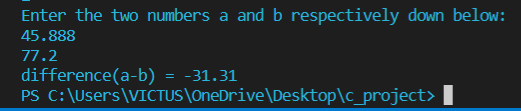 Enter the two numbers a and b respectively down below:
45.888
77.2
difference(a-b) = -31.31
PS C:\Users\VICTUS\OneDrive\Desktop\c_project>